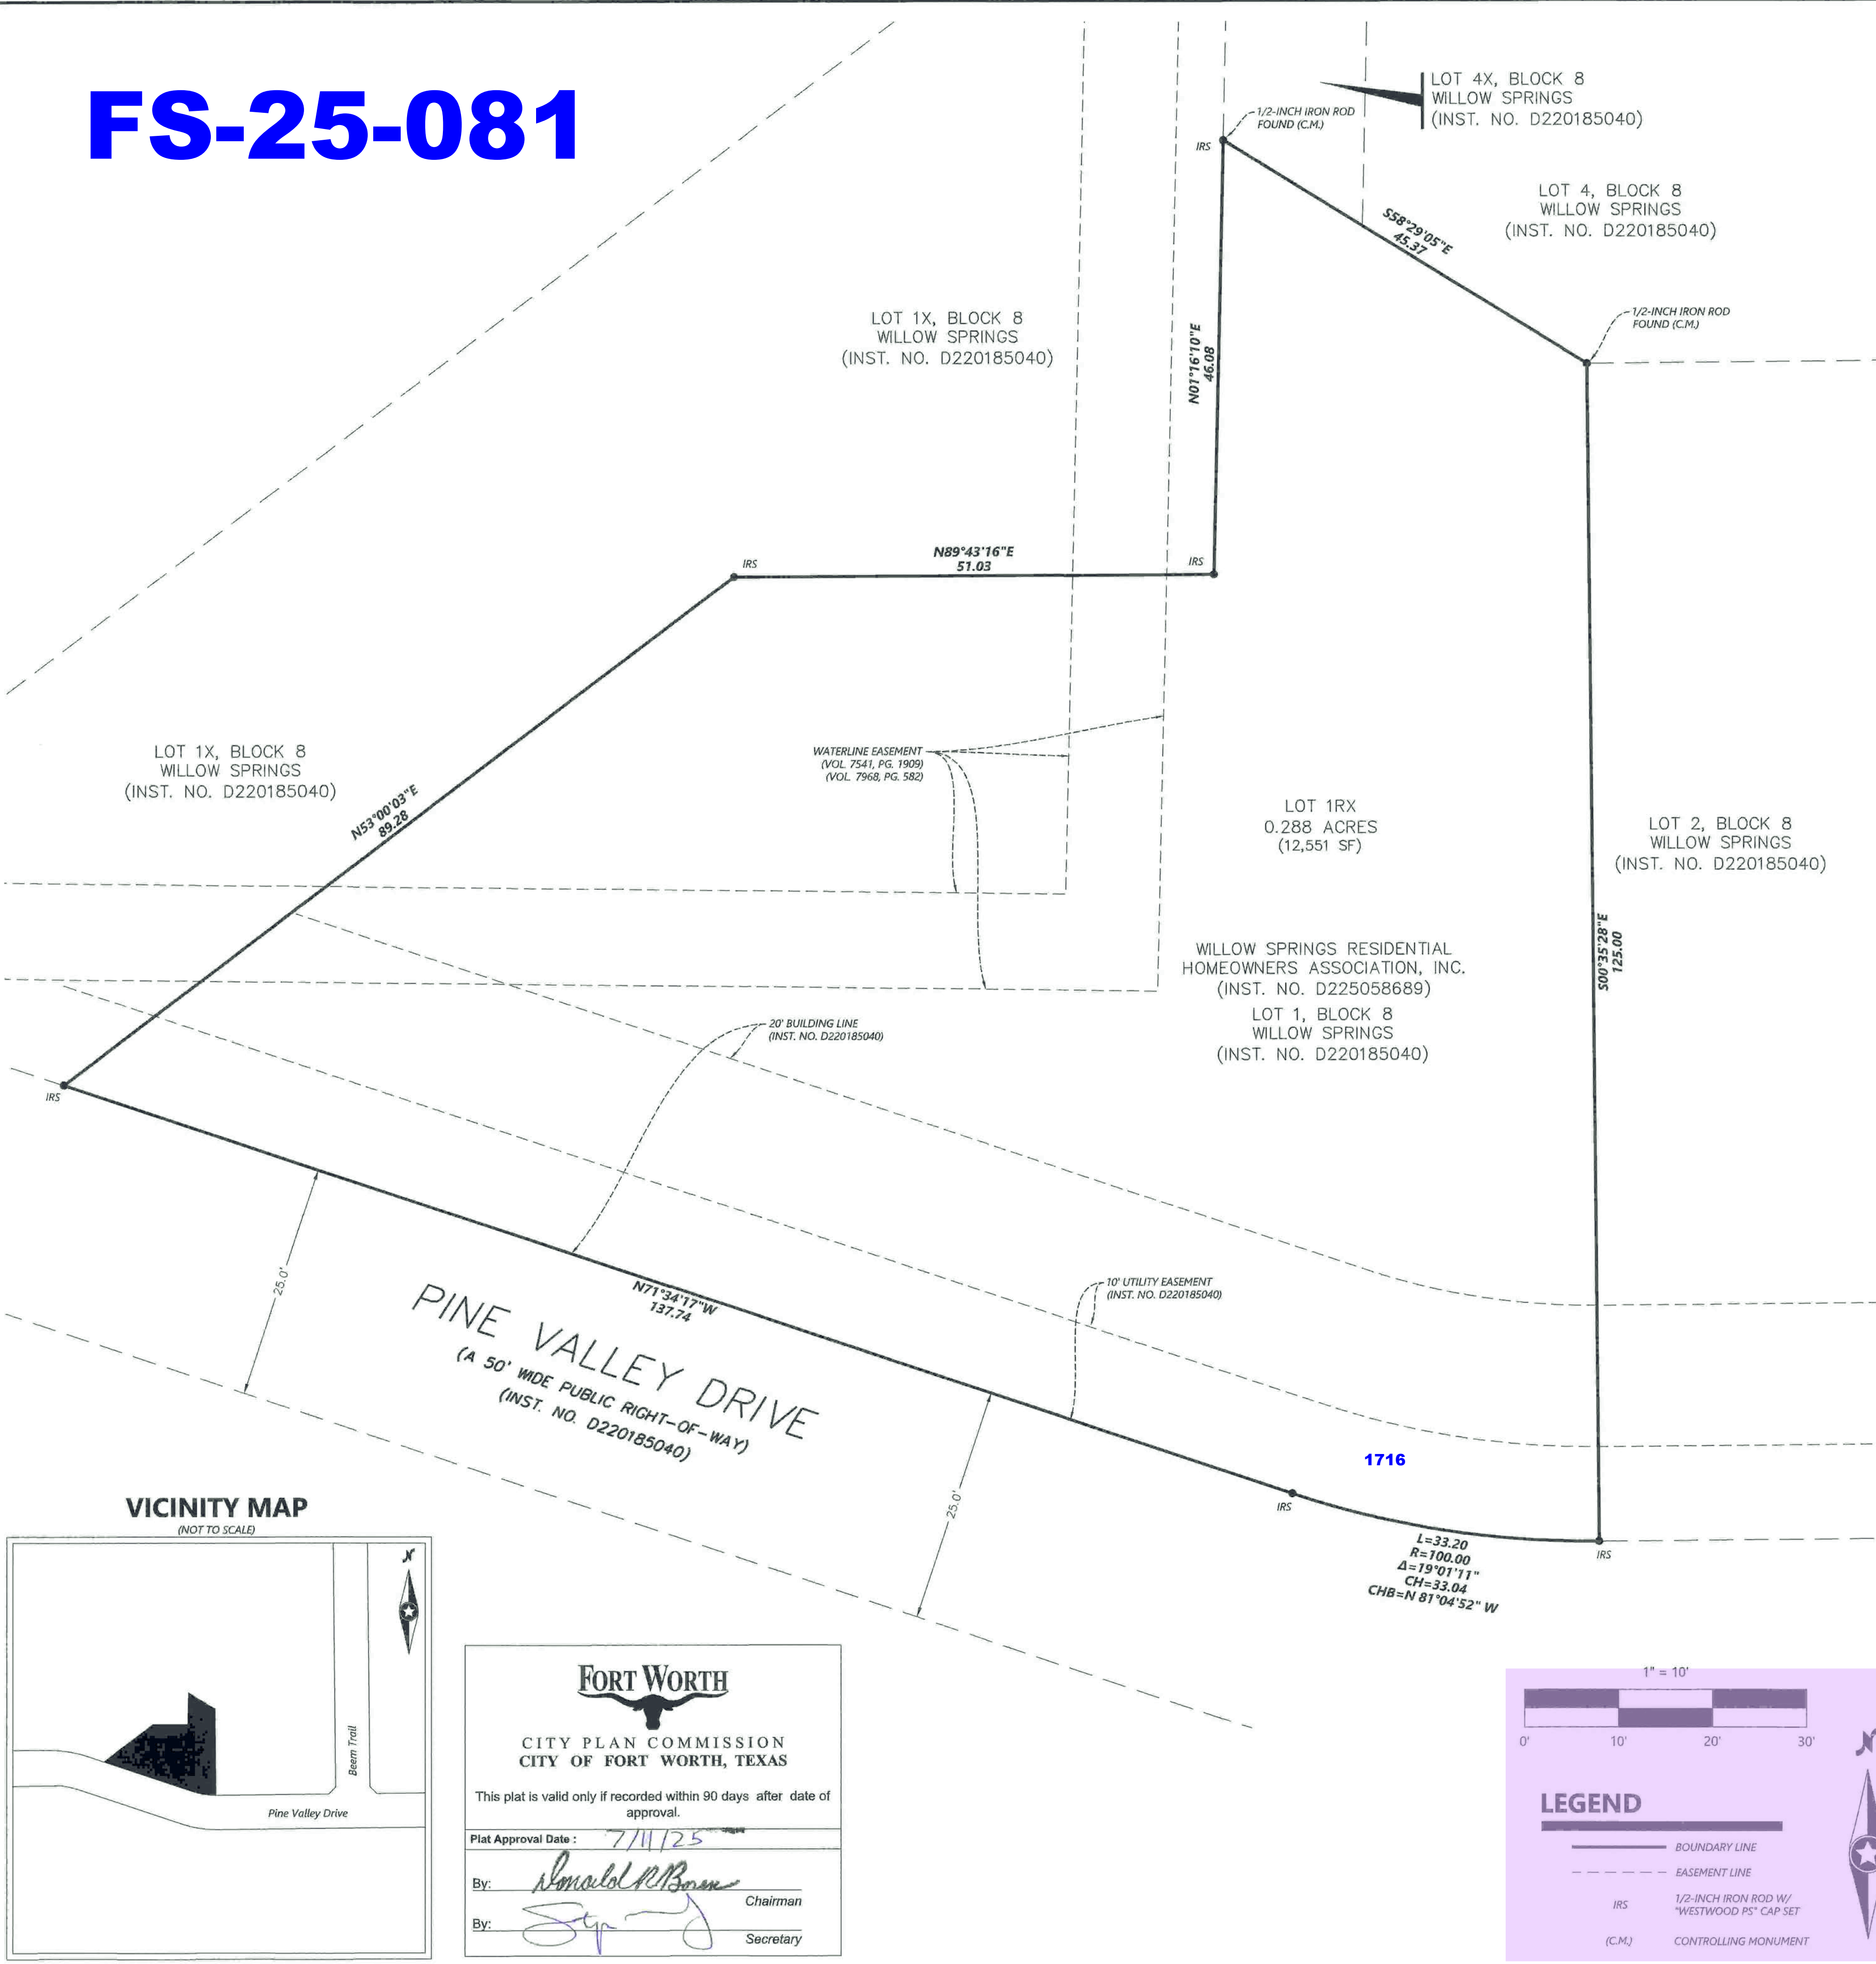 FS-25-081
LOT 4X, BLOCK 8
WILLOW SPRINGS
(INST. NO. D220185040)
1/2-INCH IRON ROD
FOUND (C.M.)
IRS
LOT 4, BLOCK 8
WILLOW SPRINGS
(INST. NO. D220185040)
S58°29'05"E
45.37
1/2-INCH IRON ROD
FOUND (C.M.)
LOT 1X, BLOCK 8
WILLOW SPRINGS
(INST. NO. D220185040)
N01°16'10"E
46.08
N89°43'16"E
51.03
IRS
IRS
LOT 1X, BLOCK 8
WILLOW SPRINGS
(INST. NO. D220185040)
N53°00'03"E
89.28
WATERLINE EASEMENT
(VOL. 7541, PG. 1909)
(VOL. 7968, PG. 582)
LOT 1RX
0.288 ACRES
(12,551 SF)
LOT 2, BLOCK 8
WILLOW SPRINGS
(INST. NO. D220185040)
S00°35'28"E
125.00
WILLOW SPRINGS RESIDENTIAL
HOMEOWNERS ASSOCIATION, INC.
(INST. NO. D225058689)
LOT 1, BLOCK 8
WILLOW SPRINGS
(INST. NO. D220185040)
20' BUILDING LINE
(INST. NO. D220185040)
IRS
25.0'
N71°34'17"W
137.74
10' UTILITY EASEMENT
(INST. NO. D220185040)
PINE VALLEY DRIVE
(A 50' WIDE PUBLIC RIGHT-OF-WAY)
(INST. NO. D220185040)
25.0'
1716
IRS
IRS
L=33.20
R=100.00
Δ=19°01'11"
CH=33.04
CHB=N 81°04'52" W
VICINITY MAP
(NOT TO SCALE)
N
Beem Trail
Pine Valley Drive
FORT WORTH
CITY PLAN COMMISSION
CITY OF FORT WORTH, TEXAS
This plat is valid only if recorded within 90 days after date of
approval.
Plat Approval Date : 7/11/25
By: Donald R Boren
Chairman
By:
Secretary
1" = 10'
0' 10' 20' 30'
N
LEGEND
BOUNDARY LINE
EASEMENT LINE
IRS 1/2-INCH IRON ROD W/
"WESTWOOD PS" CAP SET
(C.M.) CONTROLLING MONUMENT